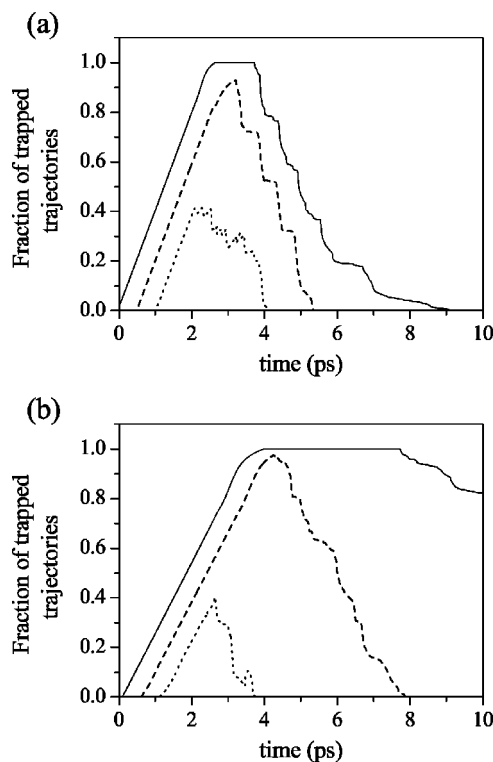 (a)
Fraction of trapped
trajectories
1.0
0.8
0.6
0.4
0.2
0.0
0 2 4 6 8 10
time (ps)
(b)
Fraction of trapped
trajectories
1.0
0.8
0.6
0.4
0.2
0.0
0 2 4 6 8 10
time (ps)